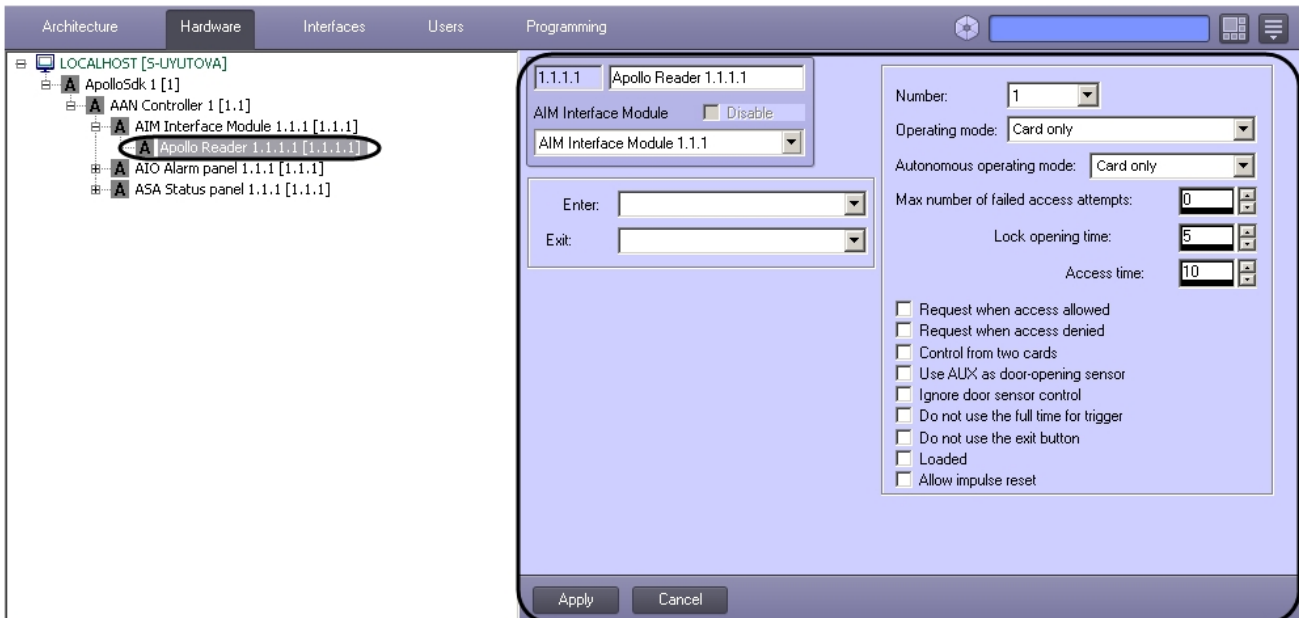 Architecture Hardware Interfaces Users Programming
LOCALHOST [S-UYUTOVA]
A ApolloSdk 1 [1]
A AAN Controller 1 [1.1]
A AIM Interface Module 1.1.1 [1.1.1]
A Apollo Reader 1.1.1.1 [1.1.1.1]
A AIO Alarm panel 1.1.1 [1.1.1]
A ASA Status panel 1.1.1 [1.1.1]
1.1.1.1 Apollo Reader 1.1.1.1
AIM Interface Module Disable
AIM Interface Module 1.1.1
Enter:
Exit:
Number: 1
Operating mode: Card only
Autonomous operating mode: Card only
Max number of failed access attempts: 0
Lock opening time: 5
Access time: 10
Request when access allowed
Request when access denied
Control from two cards
Use AUX as door-opening sensor
Ignore door sensor control
Do not use the full time for trigger
Do not use the exit button
Loaded
Allow impulse reset
Apply Cancel